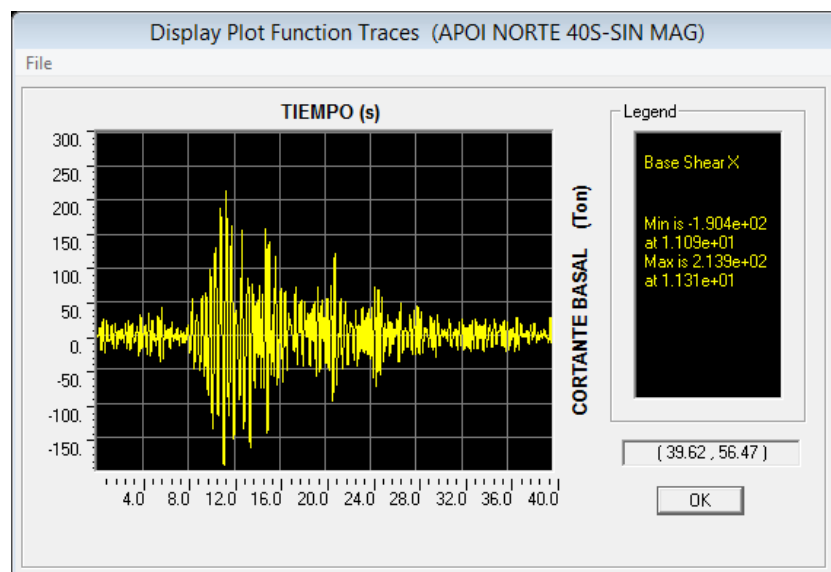 Display Plot Function Traces (APOI NORTE 40S-SIN MAG)
File
TIEMPO (s)
300.
250.
200.
150.
100.
50.
0.
-50.
-100.
-150.
4.0 8.0 12.0 16.0 20.0 24.0 28.0 32.0 36.0 40.0
CORTANTE BASAL (Ton)
Legend
Base Shear X
Min is -1.904e+02
at 1.109e+01
Max is 2.139e+02
at 1.131e+01
( 39.62 , 56.47 )
OK